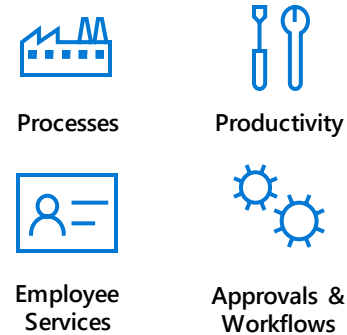 Processes
Productivity
Employee
Services
Approvals &
Workflows